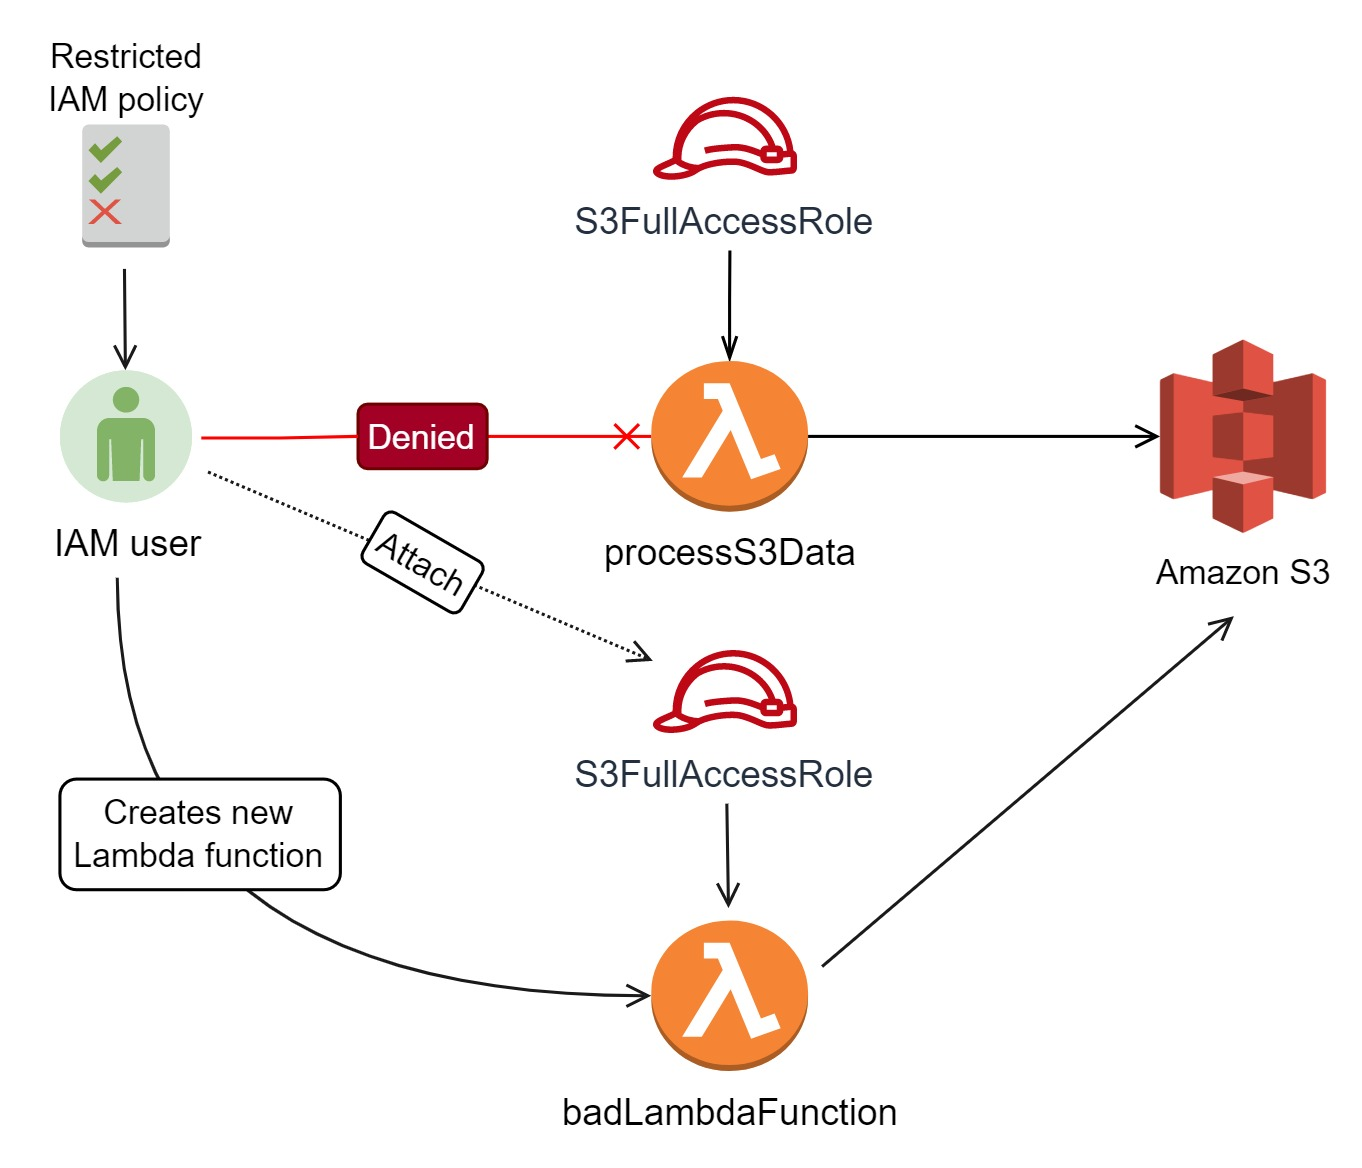 Restricted
IAM policy
S3FullAccessRole
Denied
IAM user
processS3Data
Amazon S3
Attach
S3FullAccessRole
Creates new
Lambda function
badLambdaFunction